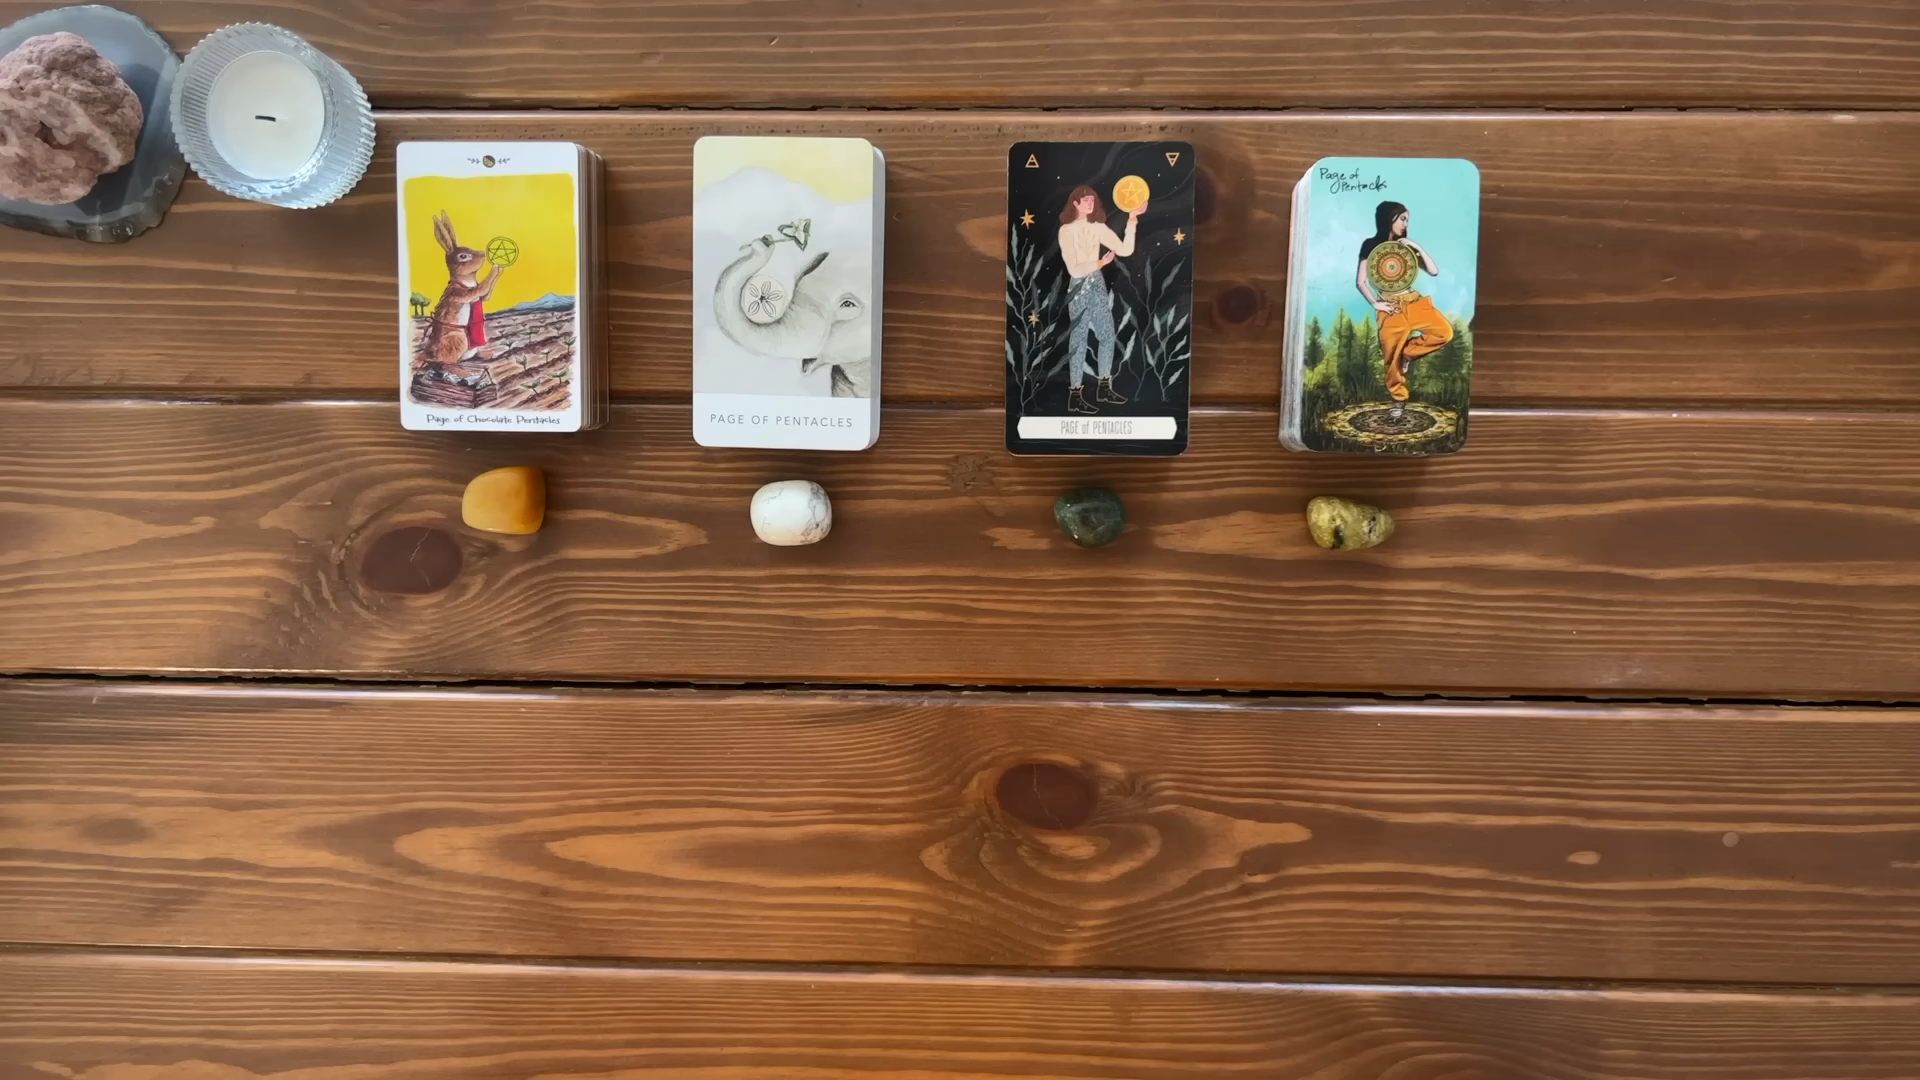 Page of Chocolate Pentacles
PAGE OF PENTACLES
PAGE of PENTACLES
Page of
Pentacles